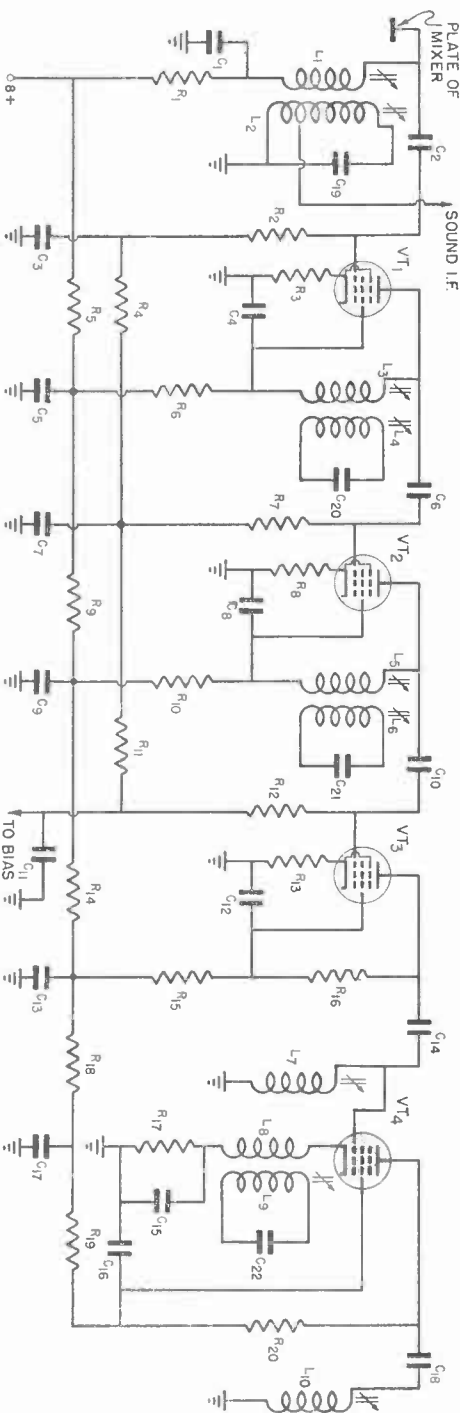 PLATE OF
MIXER
SOUND I.F.
L1
C2
C1
R1
L2
C19
8+
R2
VT1
R3
C4
C3
R4
R5
L3
L4
C20
C6
R6
C5
R7
VT2
R8
C8
C7
R9
L5
L6
C21
C10
R10
C9
R11
R12
VT3
R13
C12
C11
TO BIAS
R14
R16
R15
C13
C14
R18
L7
VT4
L8
L9
C22
R17
C15
C16
C17
R19
R20
C18
L10